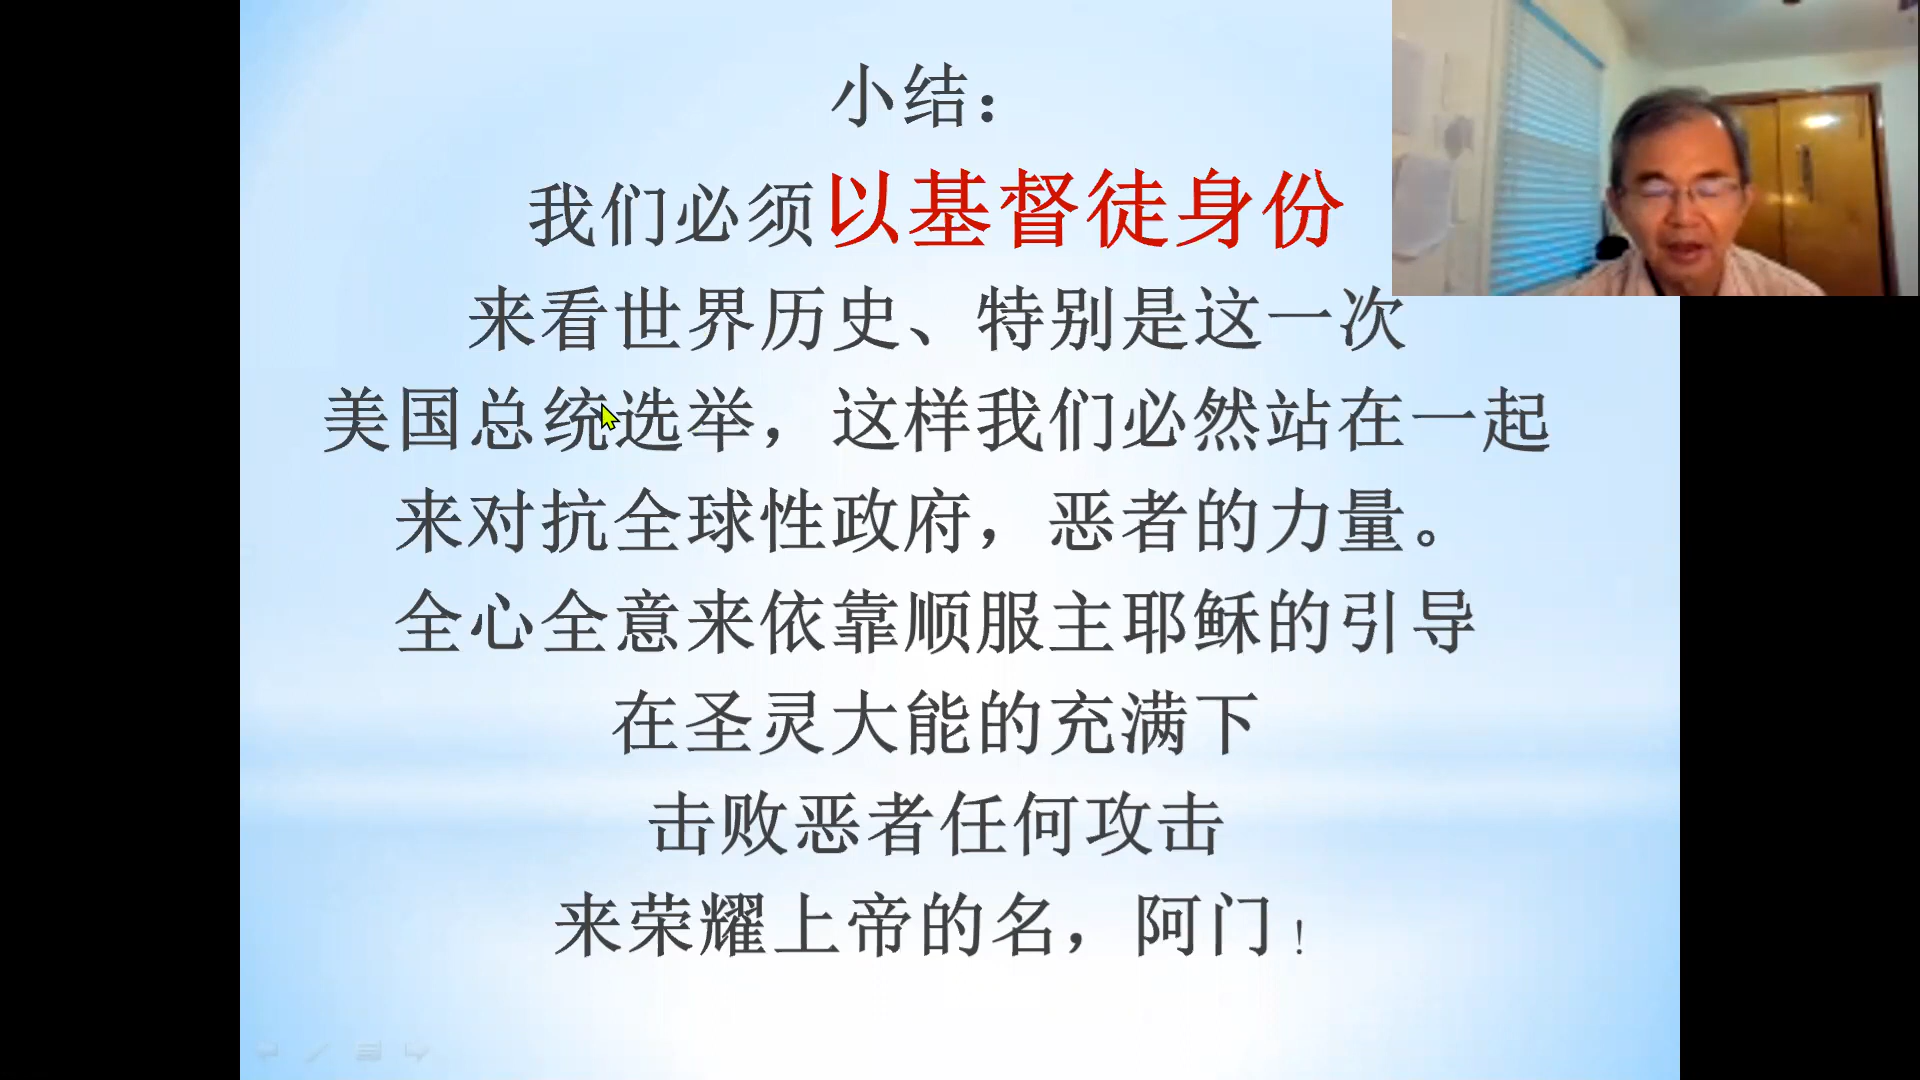 小结：
我们必须以基督徒身份
来看世界历史、特别是这一次
美国总统选举，这样我们必然站在一起
来对抗全球性政府，恶者的力量。
全心全意来依靠顺服主耶稣的引导
在圣灵大能的充满下
击败恶者任何攻击
来荣耀上帝的名，阿门！